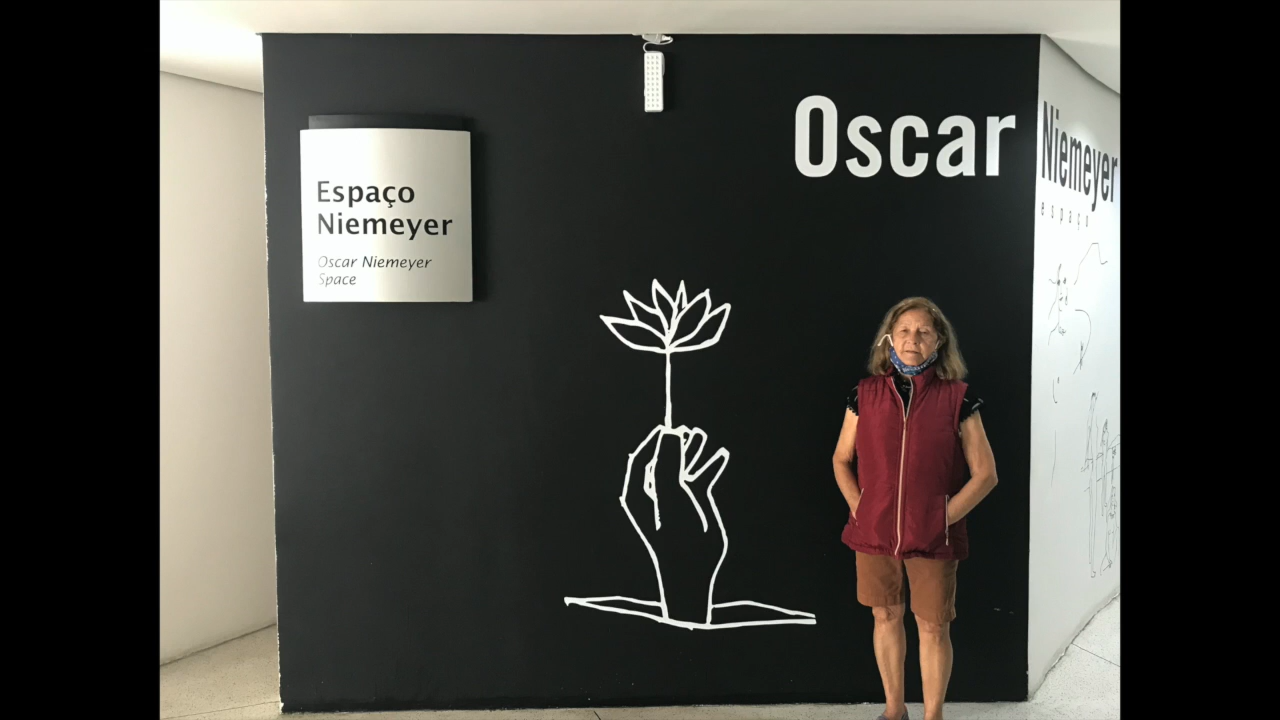 Espaço
Niemeyer
Oscar Niemeyer
Space
Oscar
Niemeyer
espaço